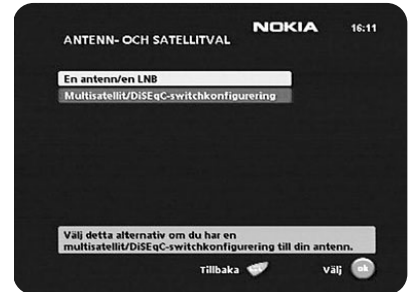 NOKIA 16:11
ANTENN- OCH SATELLITVAL
En antenn/en LNB
Multisatellit/DiSEqC-switchkonfigurering
Välj detta alternativ om du har en
multisatellit/DiSEqC-switchkonfigurering till din antenn.
Tillbaka Välj ok